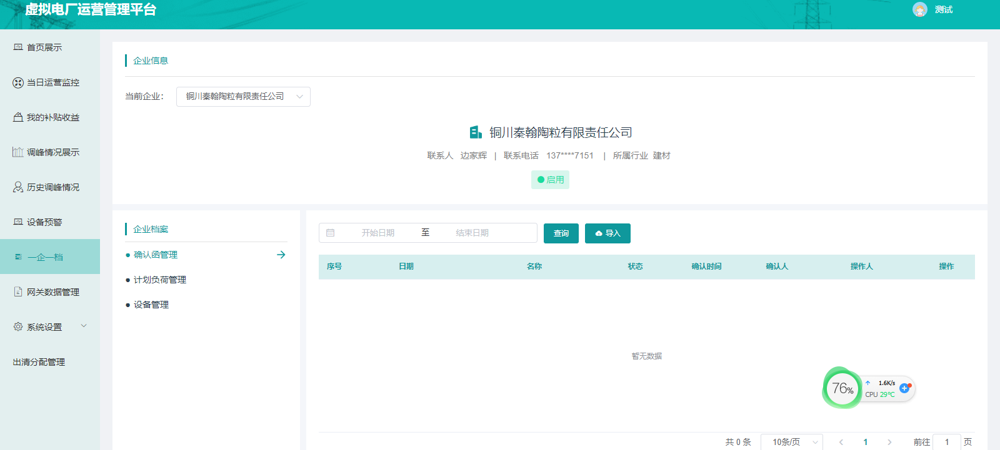 虚拟电厂运营管理平台
测试
首页展示
当日运营监控
我的补贴收益
调峰情况展示
历史调峰情况
设备预警
一企一档
网关数据管理
系统设置
出清分配管理
企业信息
当前企业： 铜川秦翰陶粒有限责任公司
铜川秦翰陶粒有限责任公司
联系人 边家辉 | 联系电话 137****7151 | 所属行业 建材
启用
企业档案
确认函管理
计划负荷管理
设备管理
开始日期 至 结束日期 查询 导入
序号 日期 名称 状态 确认时间 确认人 操作人 操作
暂无数据
76% 1.6K/s
CPU 29℃
共 0 条 10条/页 1 前往 1 页